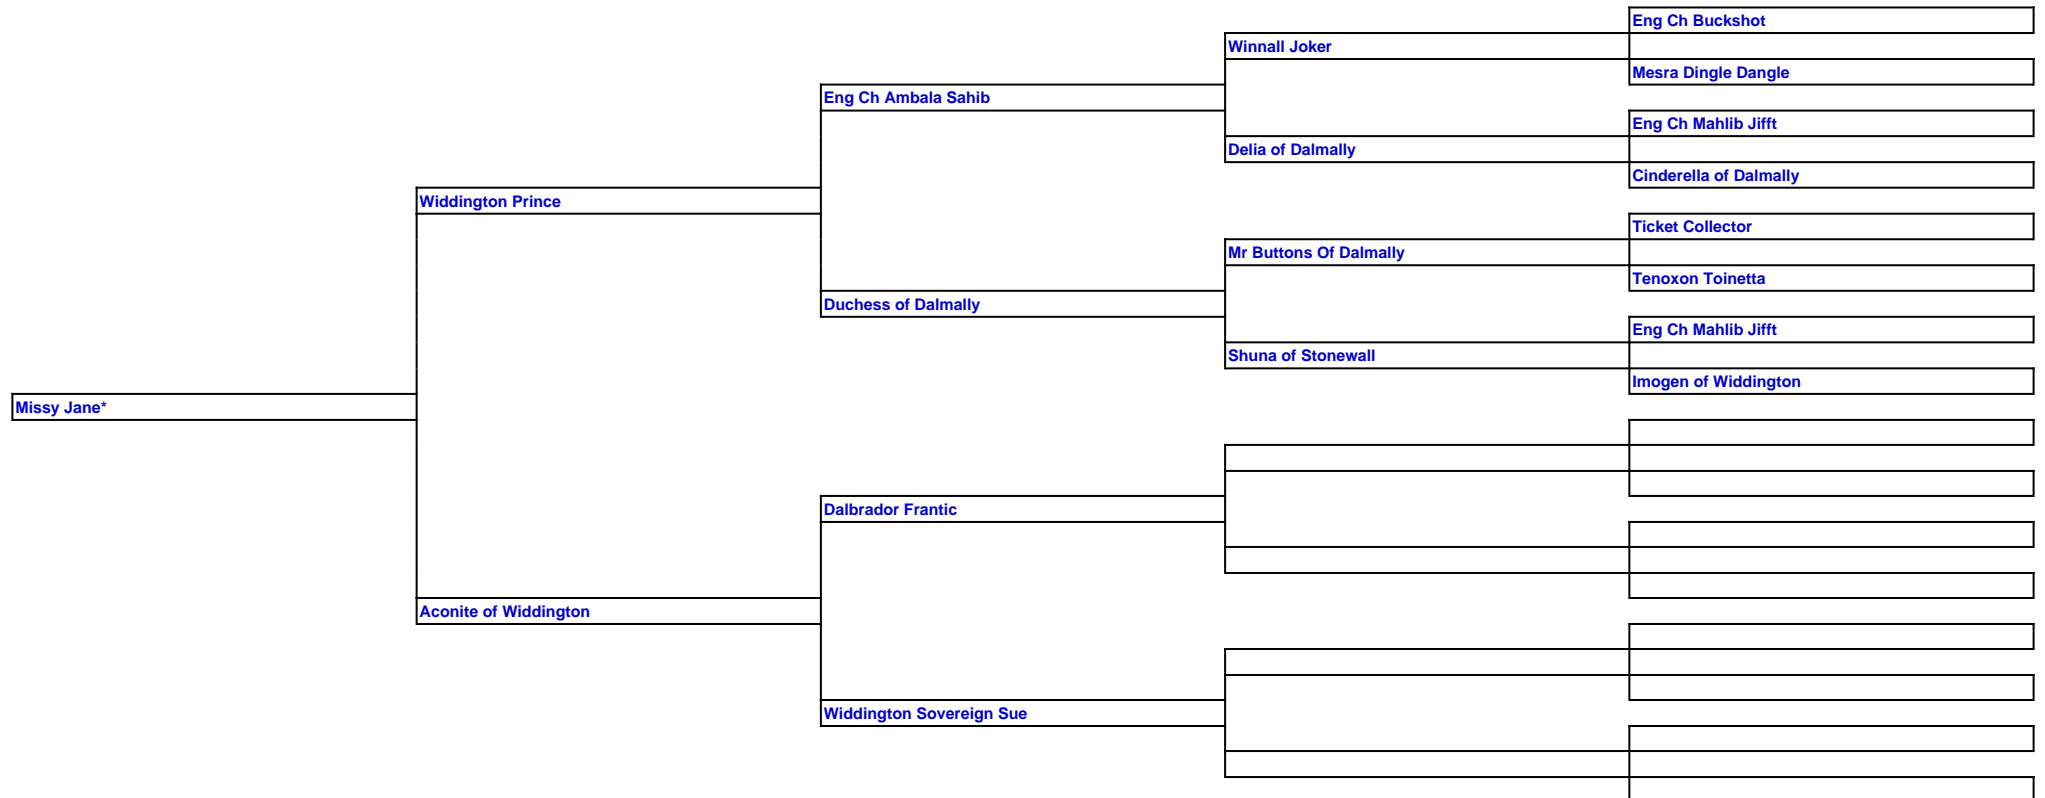 Eng Ch Buckshot
Winnall Joker
Mesra Dingle Dangle
Eng Ch Ambala Sahib
Eng Ch Mahlib Jifft
Delia of Dalmally
Cinderella of Dalmally
Widdington Prince
Ticket Collector
Mr Buttons Of Dalmally
Tenoxon Toinetta
Duchess of Dalmally
Eng Ch Mahlib Jifft
Shuna of Stonewall
Imogen of Widdington
Missy Jane*
Dalbrador Frantic
Aconite of Widdington
Widdington Sovereign Sue